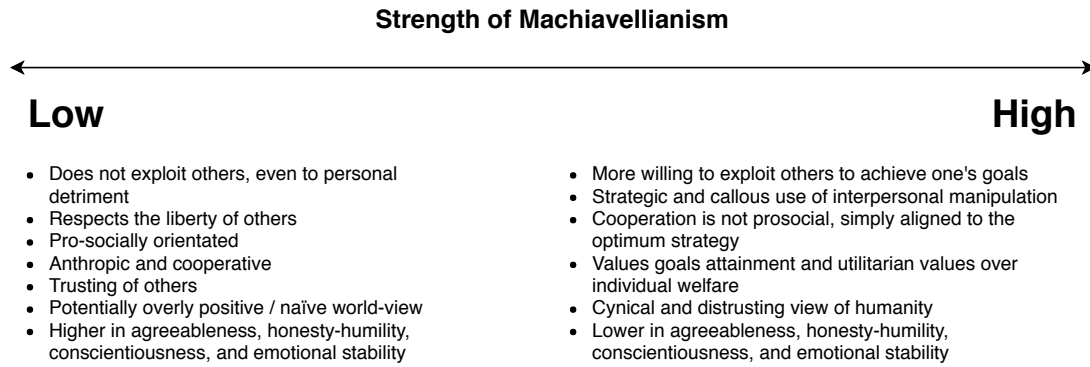 Strength of Machiavellianism
Low
High
• Does not exploit others, even to personal
detriment
• Respects the liberty of others
• Pro-socially orientated
• Anthropic and cooperative
• Trusting of others
• Potentially overly positive / naïve world-view
• Higher in agreeableness, honesty-humility,
conscientiousness, and emotional stability
• More willing to exploit others to achieve one's goals
• Strategic and callous use of interpersonal manipulation
• Cooperation is not prosocial, simply aligned to the
optimum strategy
• Values goals attainment and utilitarian values over
individual welfare
• Cynical and distrusting view of humanity
• Lower in agreeableness, honesty-humility,
conscientiousness, and emotional stability